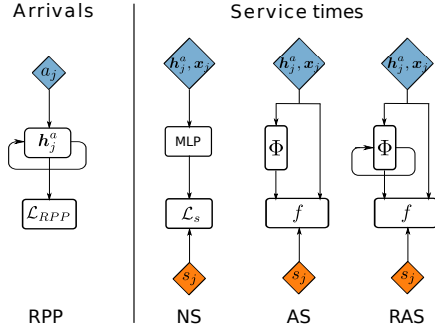 Arrivals Service times
a_j h_j^a, x_j h_j^a, x_j h_j^a, x_j
h_j^a MLP Φ Φ
ℒ_RPP ℒ_s f f
s_j s_j s_j
RPP NS AS RAS